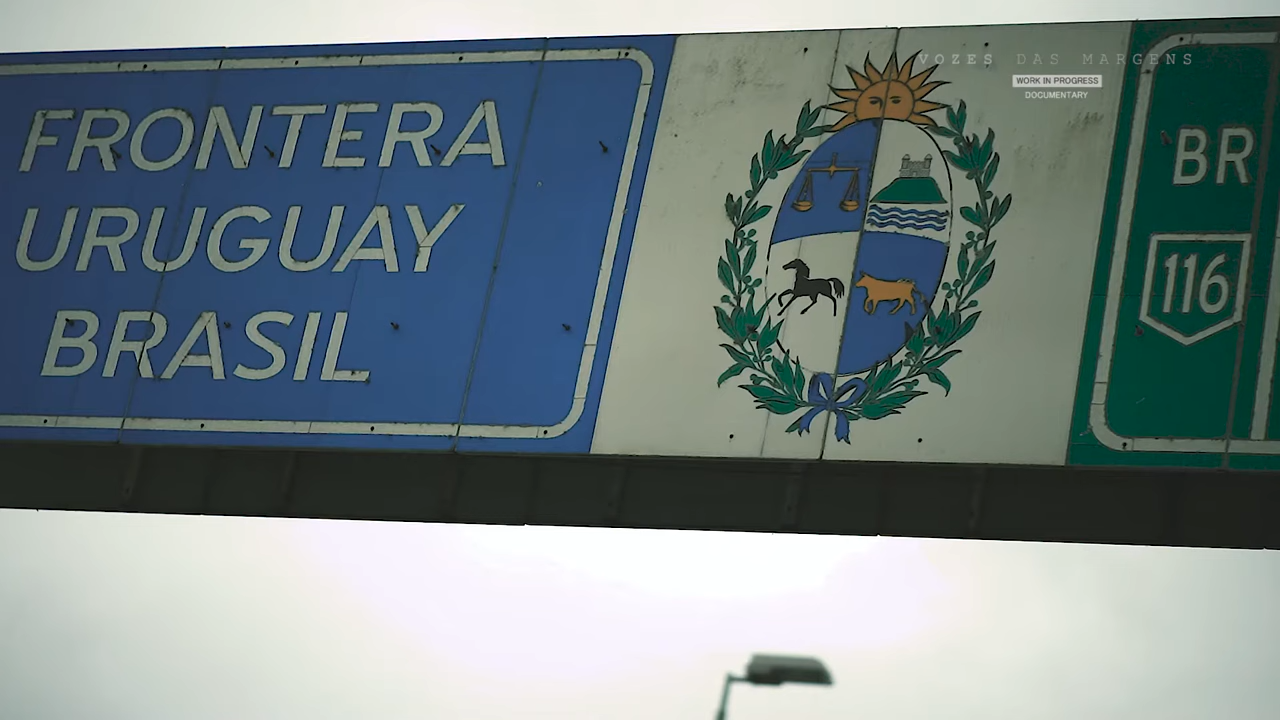 FRONTERA
URUGUAY
BRASIL
VOZES DAS MARGENS
WORK IN PROGRESS
DOCUMENTARY
BR
116